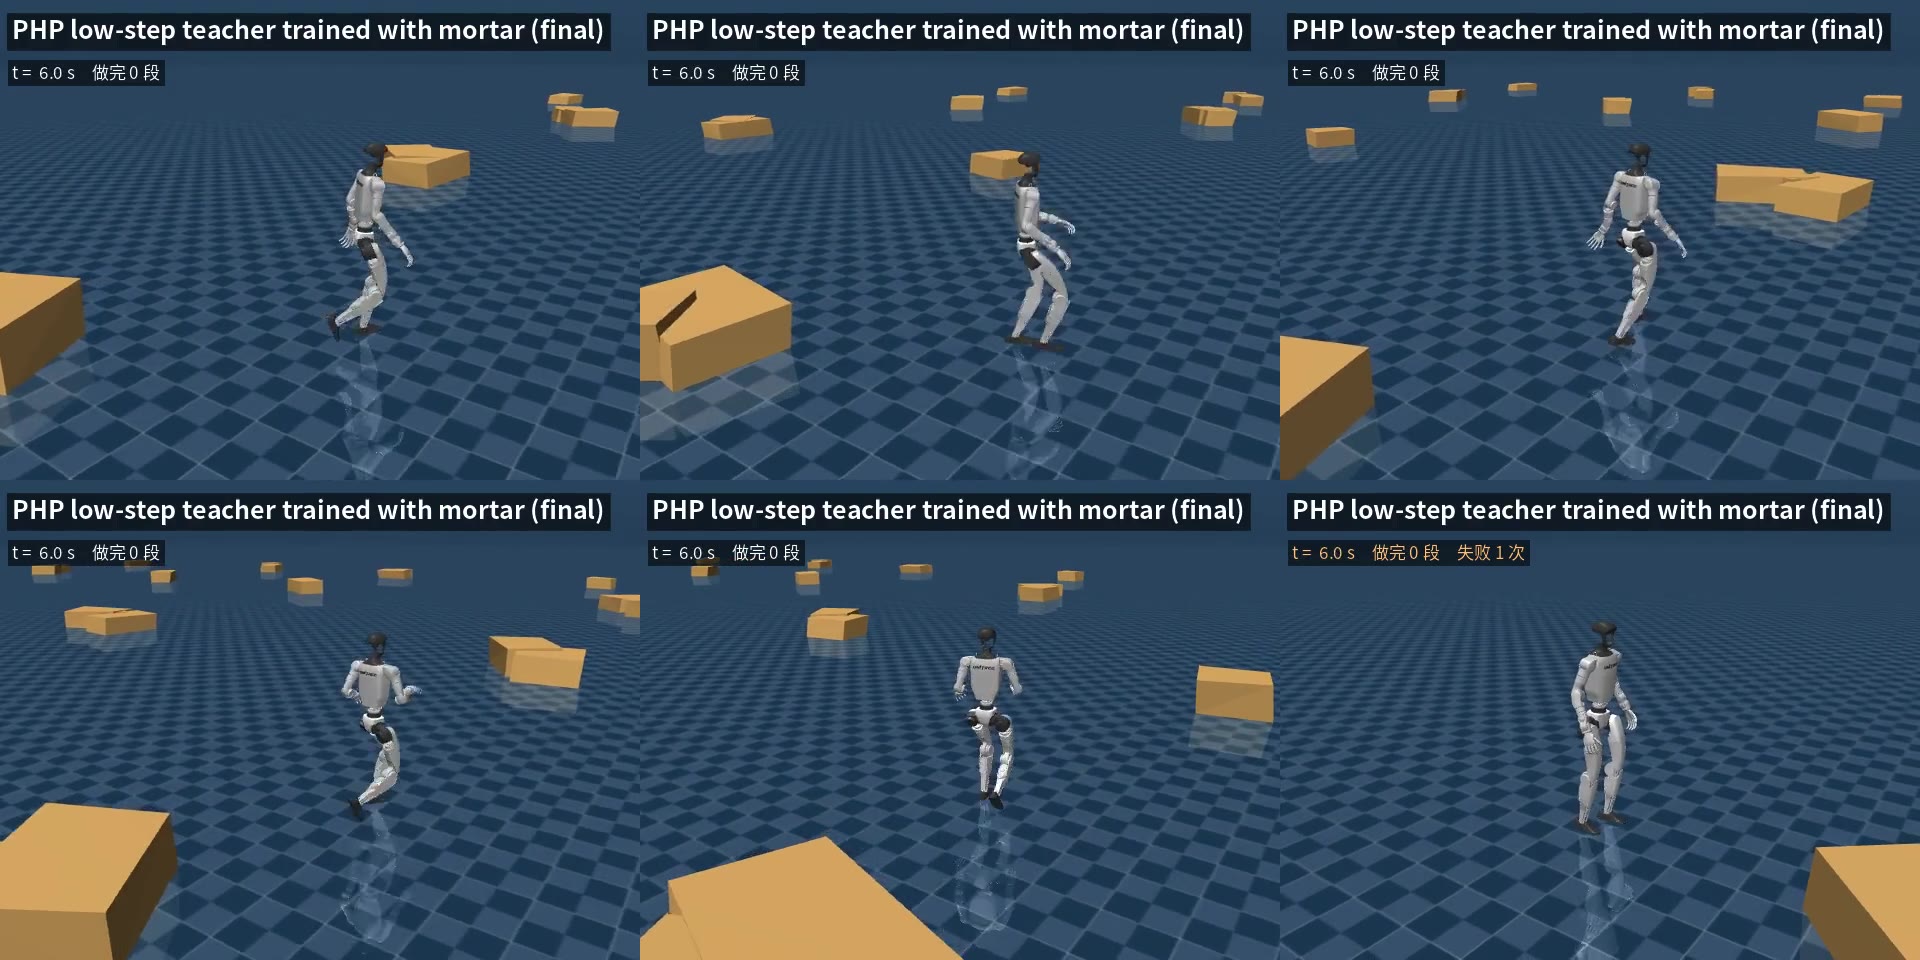 PHP low-step teacher trained with mortar (final)
t = 6.0 s 做完 0 段
PHP low-step teacher trained with mortar (final)
t = 6.0 s 做完 0 段
PHP low-step teacher trained with mortar (final)
t = 6.0 s 做完 0 段
PHP low-step teacher trained with mortar (final)
t = 6.0 s 做完 0 段
PHP low-step teacher trained with mortar (final)
t = 6.0 s 做完 0 段
PHP low-step teacher trained with mortar (final)
t = 6.0 s 做完 0 段 失败 1 次